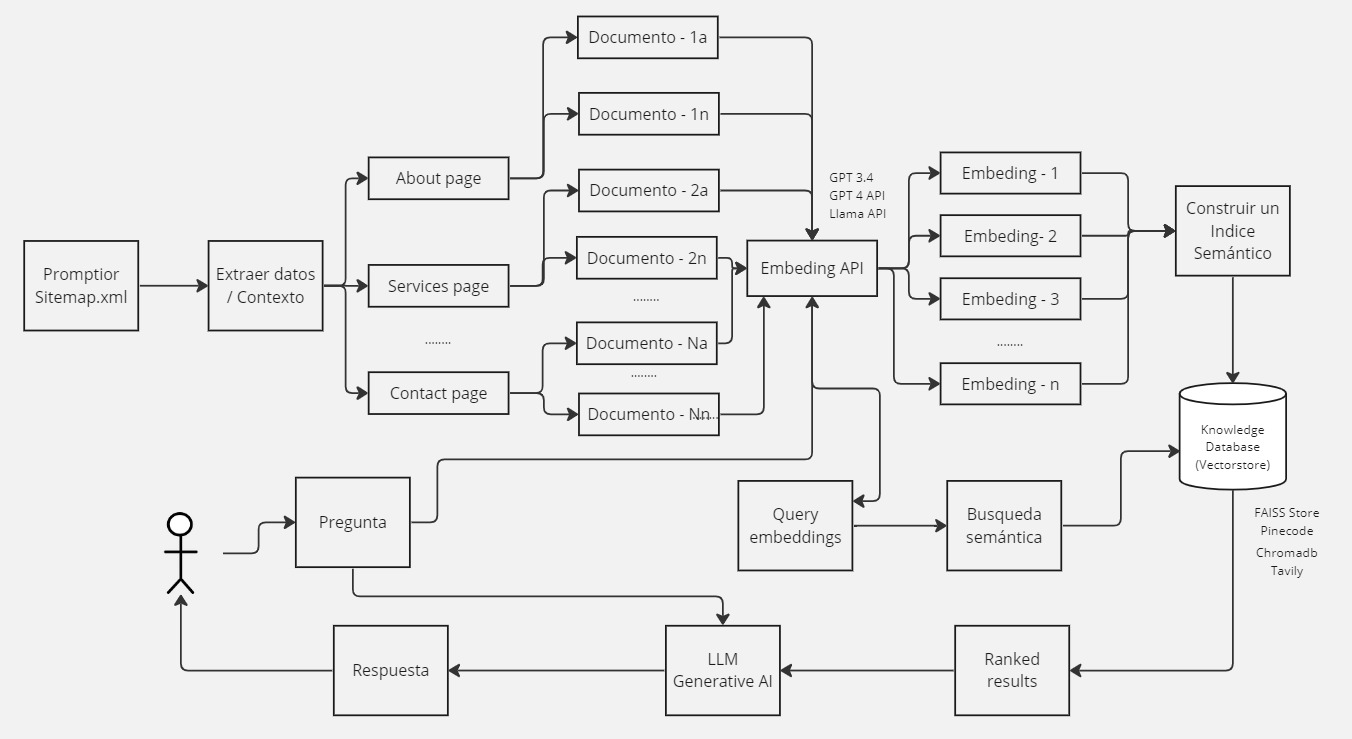 Documento - 1a
Documento - 1n
About page
Documento - 2a
GPT 3.4
GPT 4 API
Llama API
Embeding - 1
Embeding- 2
Embeding - 3
........
Embeding - n
Construir un
Indice
Semántico
Promptior
Sitemap.xml
Extraer datos
/ Contexto
Services page
Documento - 2n
........
Embeding API
........
Documento - Na
........
Contact page
Documento - Nn
........
Knowledge
Database
(Vectorstore)
FAISS Store
Pinecode
Chromadb
Tavily
Pregunta
Query
embeddings
Busqueda
semántica
Respuesta
LLM
Generative AI
Ranked
results